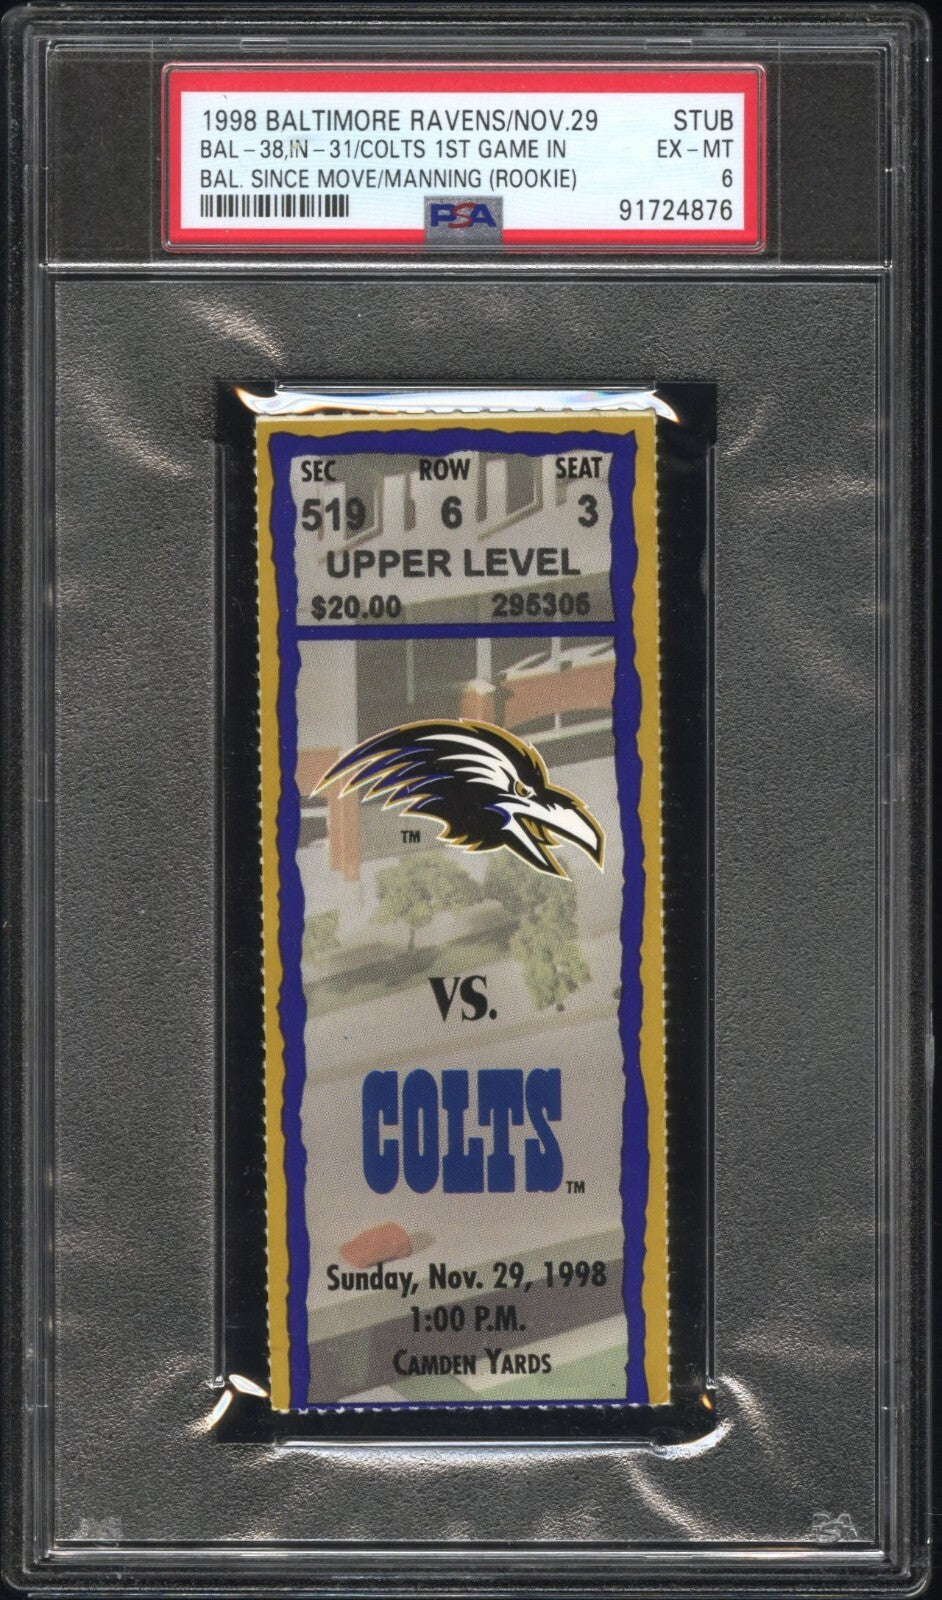 1998 BALTIMORE RAVENS/NOV.29 STUB
BAL-38,IN-31/COLTS 1ST GAME IN EX-MT
BAL. SINCE MOVE/MANNING (ROOKIE) 6
PSA 91724876
SEC ROW SEAT
519 6 3
UPPER LEVEL
$20.00 295306
TM
VS.
COLTS TM
Sunday, Nov. 29, 1998
1:00 P.M.
CAMDEN YARDS